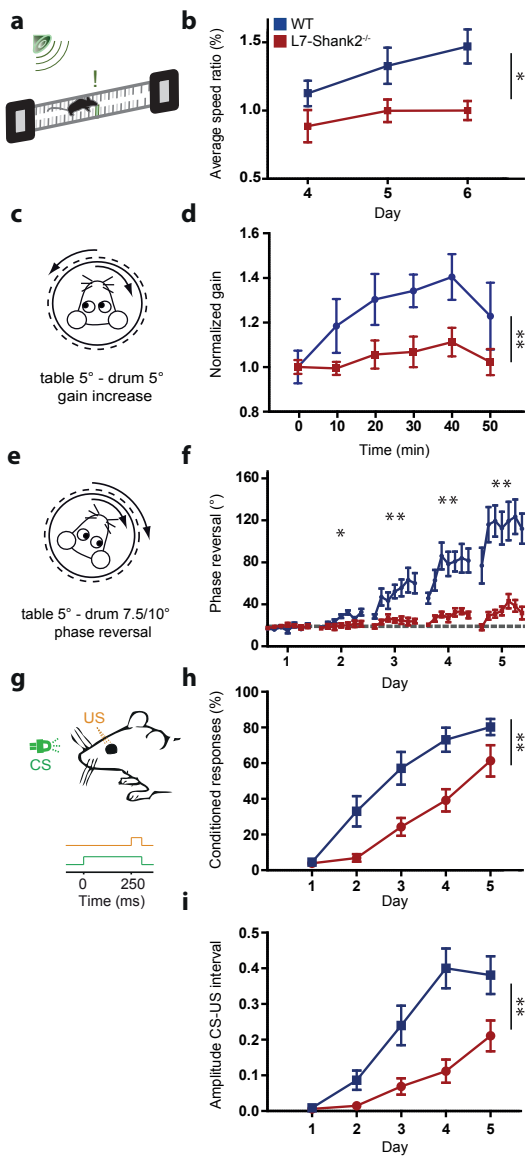 a
!
b
WT
L7-Shank2-/-
Average speed ratio (%)
1.5
1.0
0.5
4
5
6
Day
*
c
table 5° - drum 5°
gain increase
d
Normalized gain
1.6
1.4
1.2
1.0
0.8
0
10
20
30
40
50
Time (min)
**
e
table 5° - drum 7.5/10°
phase reversal
f
Phase reversal (°)
160
120
80
40
0
*
**
**
**
1
2
3
4
5
Day
g
US
CS
0
250
Time (ms)
h
Conditioned responses (%)
100
80
60
40
20
0
1
2
3
4
5
Day
**
i
Amplitude CS-US interval
0.5
0.4
0.3
0.2
0.1
0.0
1
2
3
4
5
Day
**